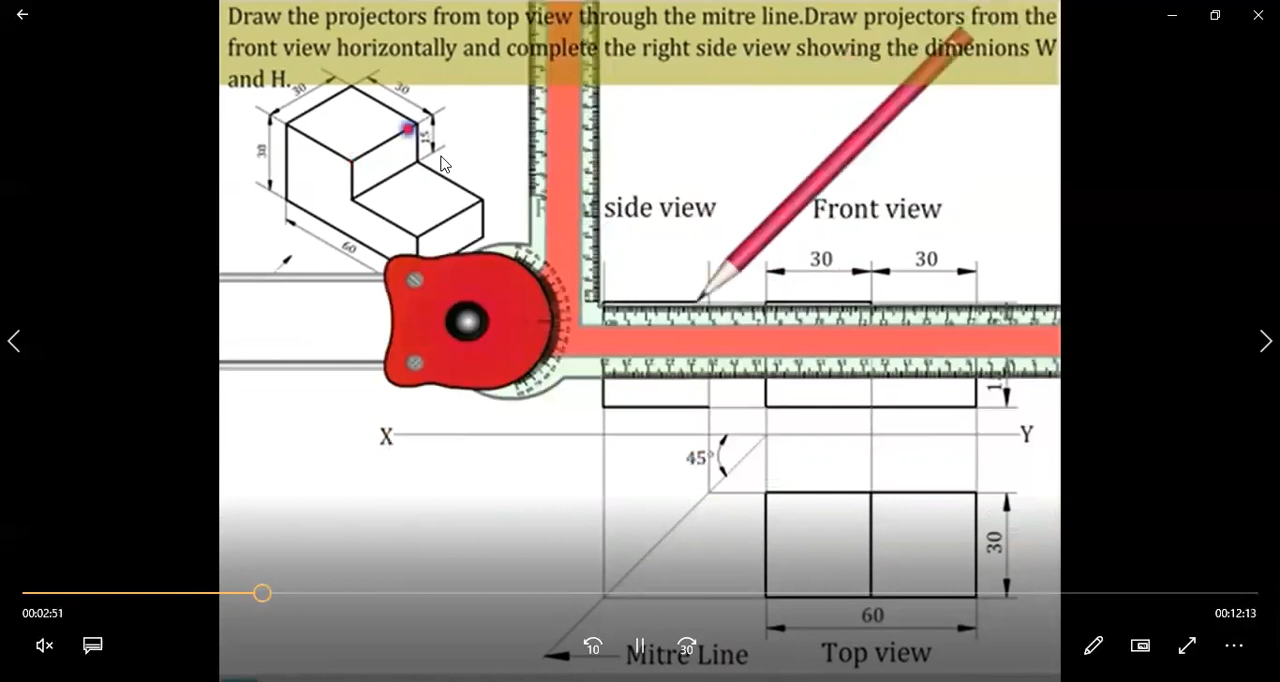 Draw the projectors from top view through the mitre line.Draw projectors from the
front view horizontally and complete the right side view showing the dimenions W
and H.
30
30
15
30
60
side view
Front view
30
30
X
Y
45°
30
60
Mitre Line
Top view
00:02:51
00:12:13
10
30